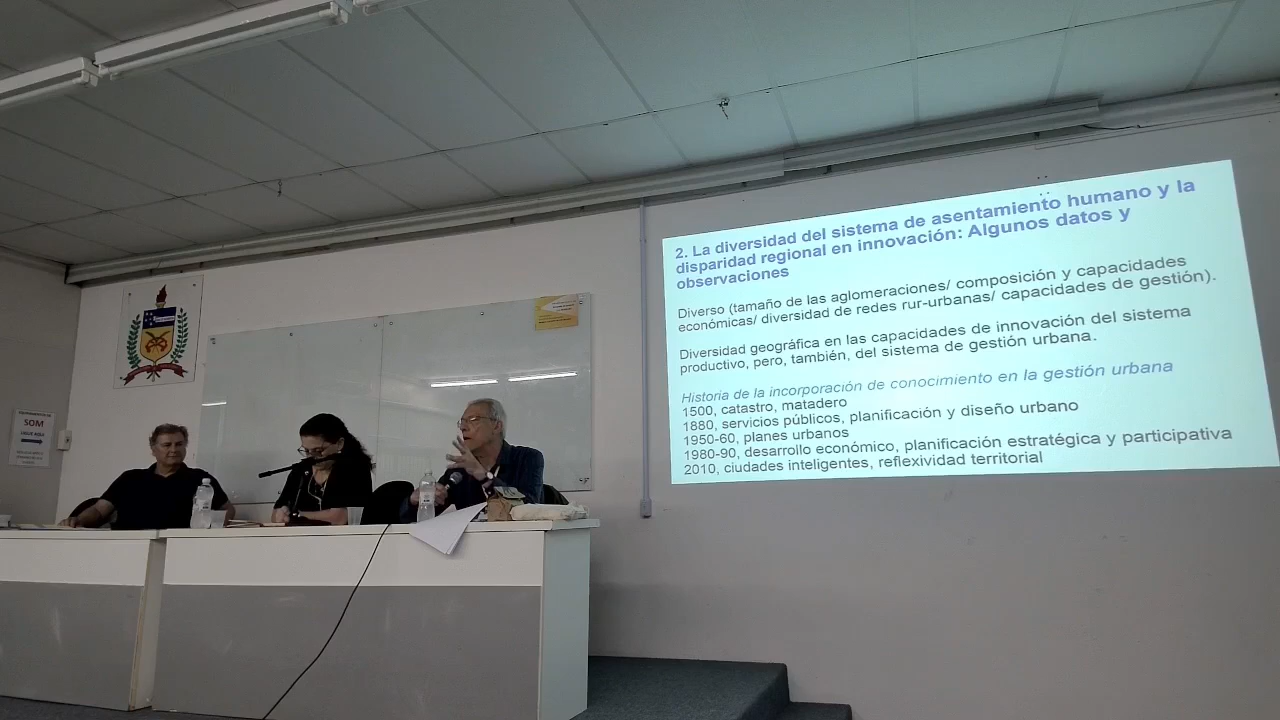 2. La diversidad del sistema de asentamiento humano y la
disparidad regional en innovación: Algunos datos y
observaciones
Diverso (tamaño de las aglomeraciones/ composición y capacidades
económicas/ diversidad de redes rur-urbanas/ capacidades de gestión).
Diversidad geográfica en las capacidades de innovación del sistema
productivo, pero, también, del sistema de gestión urbana.
Historia de la incorporación de conocimiento en la gestión urbana
1500, catastro, matadero
1880, servicios públicos, planificación y diseño urbano
1950-60, planes urbanos
1980-90, desarrollo económico, planificación estratégica y participativa
2010, ciudades inteligentes, reflexividad territorial
SOM